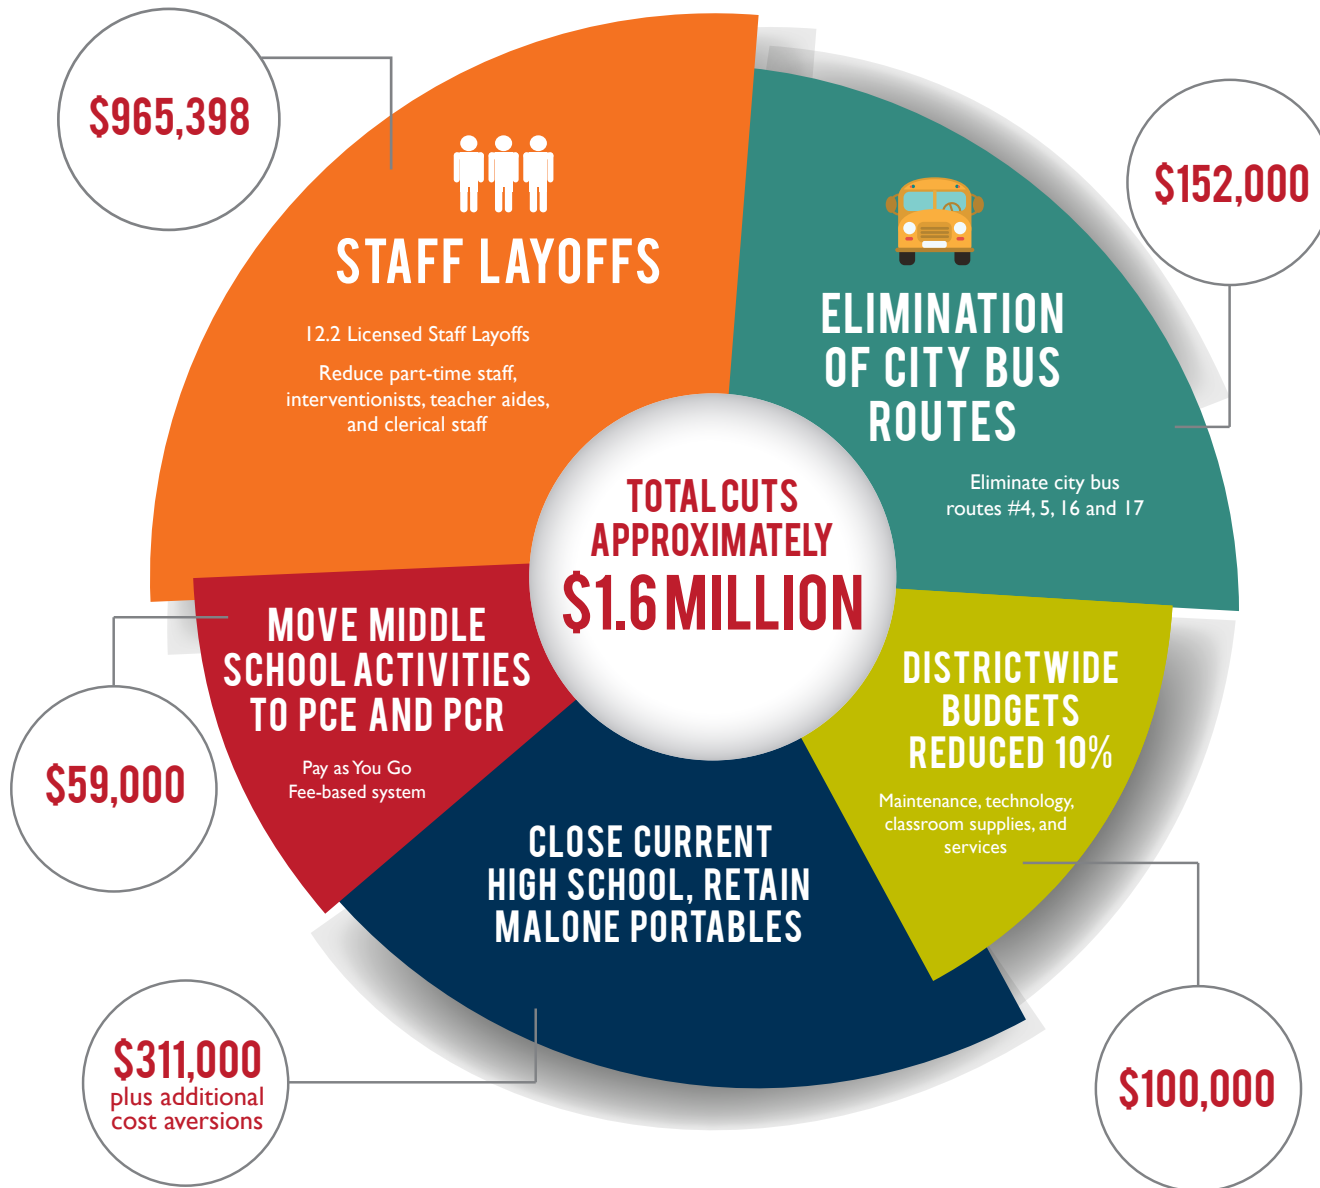 $965,398
STAFF LAYOFFS
12.2 Licensed Staff Layoffs
Reduce part-time staff,
interventionists, teacher aides,
and clerical staff
$152,000
ELIMINATION
OF CITY BUS
ROUTES
Eliminate city bus
routes #4, 5, 16 and 17
TOTAL CUTS
APPROXIMATELY
$1.6 MILLION
MOVE MIDDLE
SCHOOL ACTIVITIES
TO PCE AND PCR
Pay as You Go
Fee-based system
$59,000
DISTRICTWIDE
BUDGETS
REDUCED 10%
Maintenance, technology,
classroom supplies, and
services
$100,000
CLOSE CURRENT
HIGH SCHOOL, RETAIN
MALONE PORTABLES
$311,000
plus additional
cost aversions